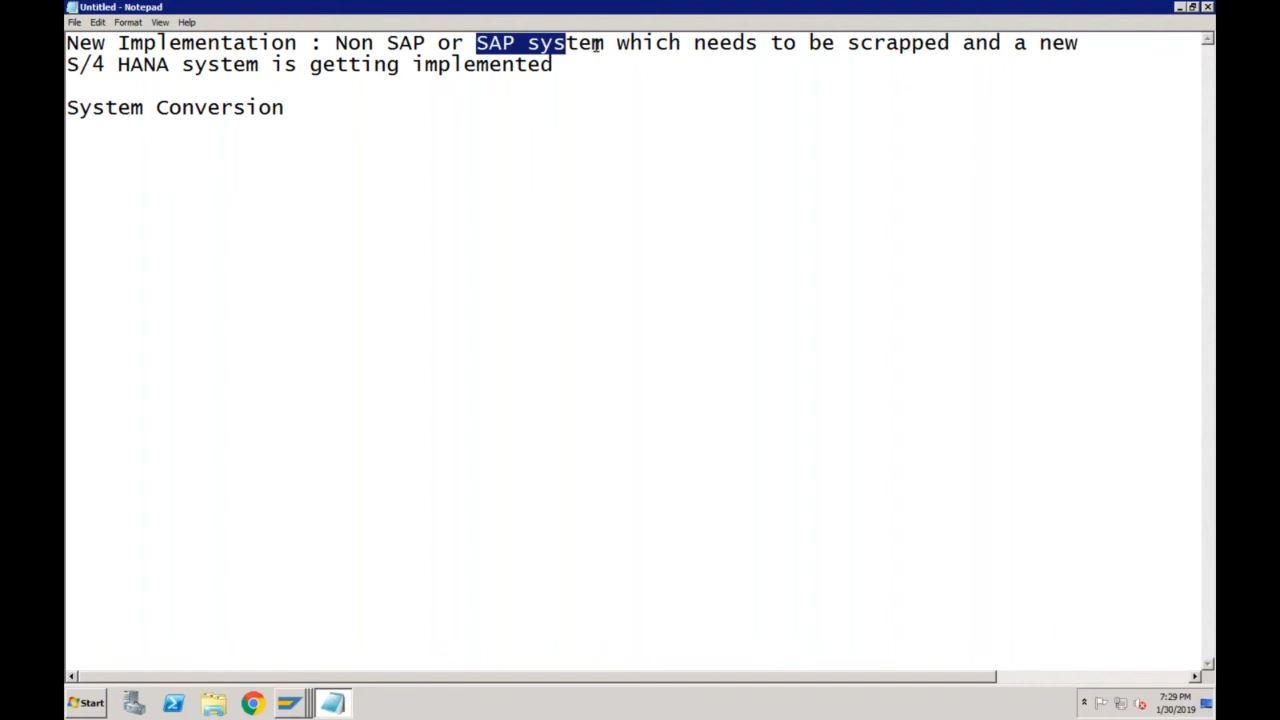 Untitled - Notepad
File Edit Format View Help
New Implementation : Non SAP or SAP system which needs to be scrapped and a new
S/4 HANA system is getting implemented
System Conversion
Start
7:29 PM
1/30/2019